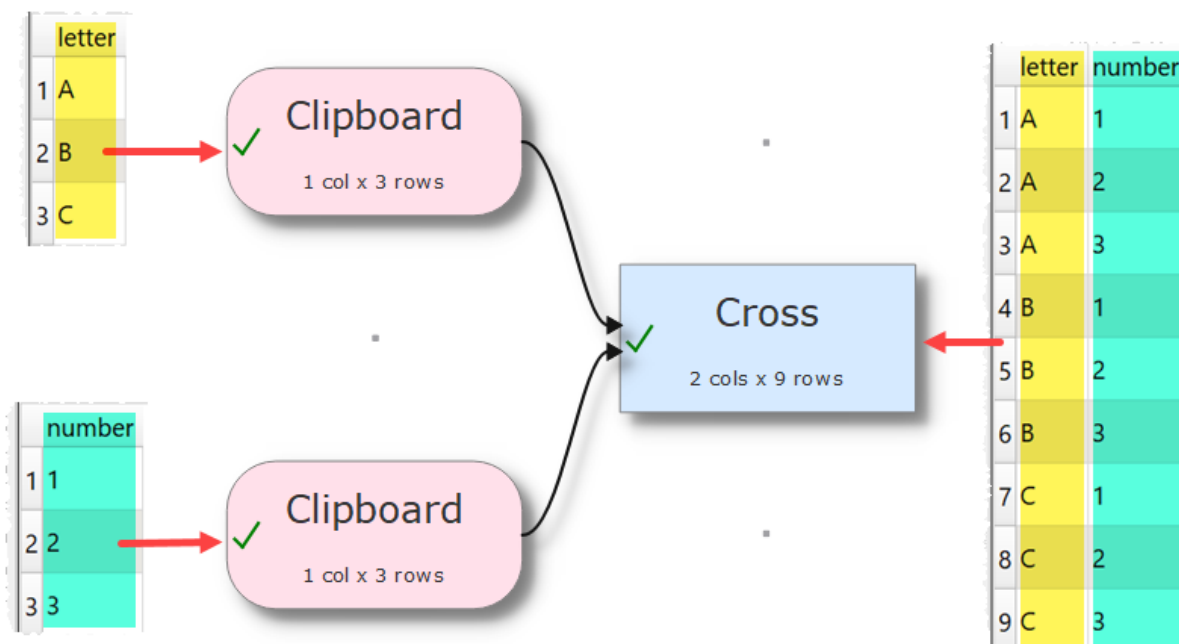 letter
1 A
2 B
3 C
Clipboard
1 col x 3 rows
number
1 1
2 2
3 3
Clipboard
1 col x 3 rows
Cross
2 cols x 9 rows
letter number
1 A 1
2 A 2
3 A 3
4 B 1
5 B 2
6 B 3
7 C 1
8 C 2
9 C 3